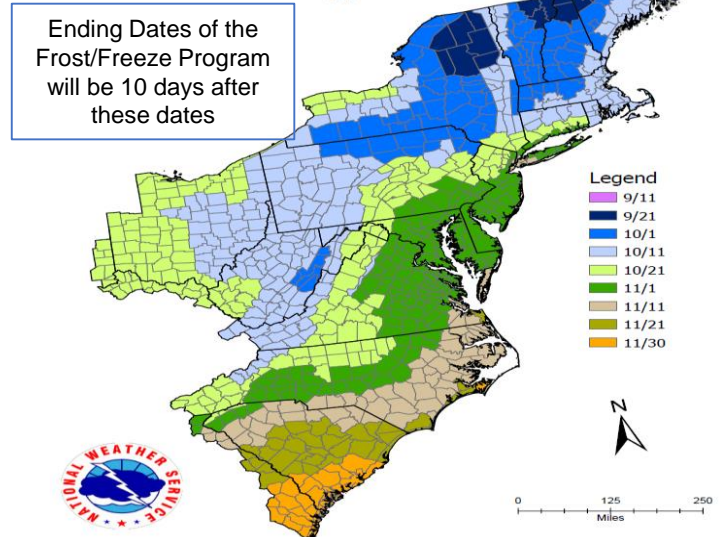 Ending Dates of the
Frost/Freeze Program
will be 10 days after
these dates
Legend
9/11
9/21
10/1
10/11
10/21
11/1
11/11
11/21
11/30
N
0 125 250
Miles
NATIONAL WEATHER SERVICE